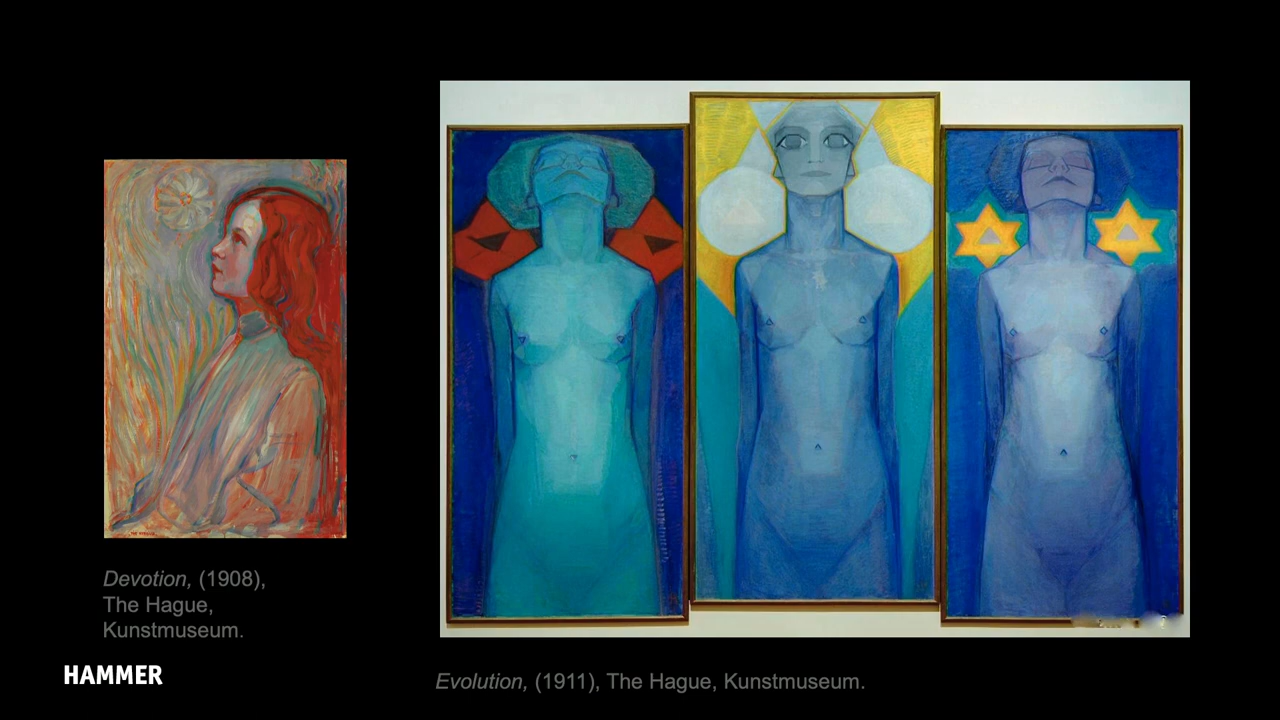 Devotion, (1908),
The Hague,
Kunstmuseum.
HAMMER
Evolution, (1911), The Hague, Kunstmuseum.